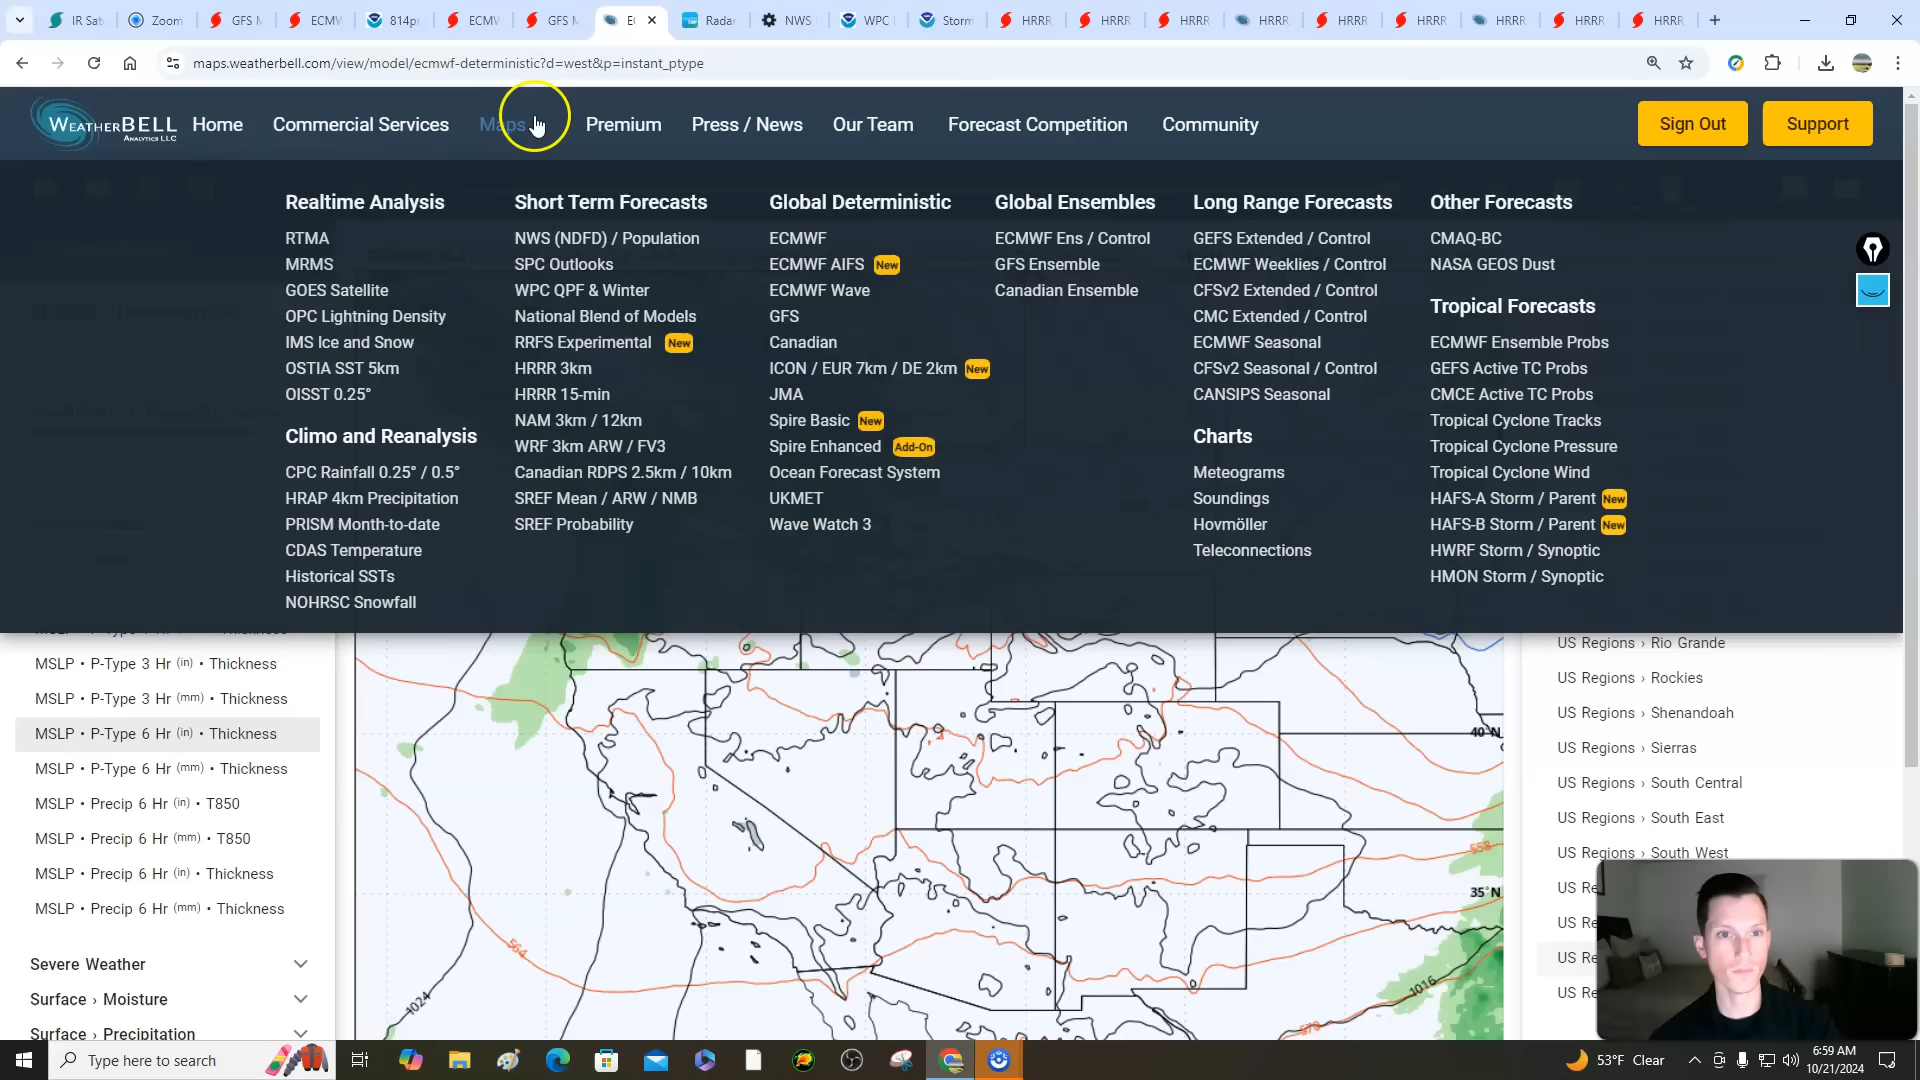 IR Sat
Zoom
GFS M
ECMW
814pr
ECMW
GFS M
EC
Rada
NWS
WPC
Storm
HRRR
HRRR
HRRR
HRRR
HRRR
HRRR
HRRR
HRRR
HRRR
maps.weatherbell.com/view/model/ecmwf-deterministic?d=west&p=instant_ptype
WEATHERBELL
ANALYTICS LLC
Home
Commercial Services
Maps
Premium
Press / News
Our Team
Forecast Competition
Community
Sign Out
Support
Realtime Analysis
RTMA
MRMS
GOES Satellite
OPC Lightning Density
IMS Ice and Snow
OSTIA SST 5km
OISST 0.25°
Climo and Reanalysis
CPC Rainfall 0.25° / 0.5°
HRAP 4km Precipitation
PRISM Month-to-date
CDAS Temperature
Historical SSTs
NOHRSC Snowfall
Short Term Forecasts
NWS (NDFD) / Population
SPC Outlooks
WPC QPF & Winter
National Blend of Models
RRFS Experimental New
HRRR 3km
HRRR 15-min
NAM 3km / 12km
WRF 3km ARW / FV3
Canadian RDPS 2.5km / 10km
SREF Mean / ARW / NMB
SREF Probability
Global Deterministic
ECMWF
ECMWF AIFS New
ECMWF Wave
GFS
Canadian
ICON / EUR 7km / DE 2km New
JMA
Spire Basic New
Spire Enhanced Add-On
Ocean Forecast System
UKMET
Wave Watch 3
Global Ensembles
ECMWF Ens / Control
GFS Ensemble
Canadian Ensemble
Long Range Forecasts
GEFS Extended / Control
ECMWF Weeklies / Control
CFSv2 Extended / Control
CMC Extended / Control
ECMWF Seasonal
CFSv2 Seasonal / Control
CANSIPS Seasonal
Charts
Meteograms
Soundings
Hovmöller
Teleconnections
Other Forecasts
CMAQ-BC
NASA GEOS Dust
Tropical Forecasts
ECMWF Ensemble Probs
GEFS Active TC Probs
CMCE Active TC Probs
Tropical Cyclone Tracks
Tropical Cyclone Pressure
Tropical Cyclone Wind
HAFS-A Storm / Parent New
HAFS-B Storm / Parent New
HWRF Storm / Synoptic
HMON Storm / Synoptic
MSLP • P-Type 3 Hr (in) • Thickness
MSLP • P-Type 3 Hr (mm) • Thickness
MSLP • P-Type 6 Hr (in) • Thickness
MSLP • P-Type 6 Hr (mm) • Thickness
MSLP • Precip 6 Hr (in) • T850
MSLP • Precip 6 Hr (mm) • T850
MSLP • Precip 6 Hr (in) • Thickness
MSLP • Precip 6 Hr (mm) • Thickness
Severe Weather
Surface › Moisture
Surface › Precipitation
40°N
558
35°N
564
1024
1016
570
US Regions › Rio Grande
US Regions › Rockies
US Regions › Shenandoah
US Regions › Sierras
US Regions › South Central
US Regions › South East
US Regions › South West
US Re
US Re
US Re
US Re
Type here to search
53°F Clear
6:59 AM
10/21/2024